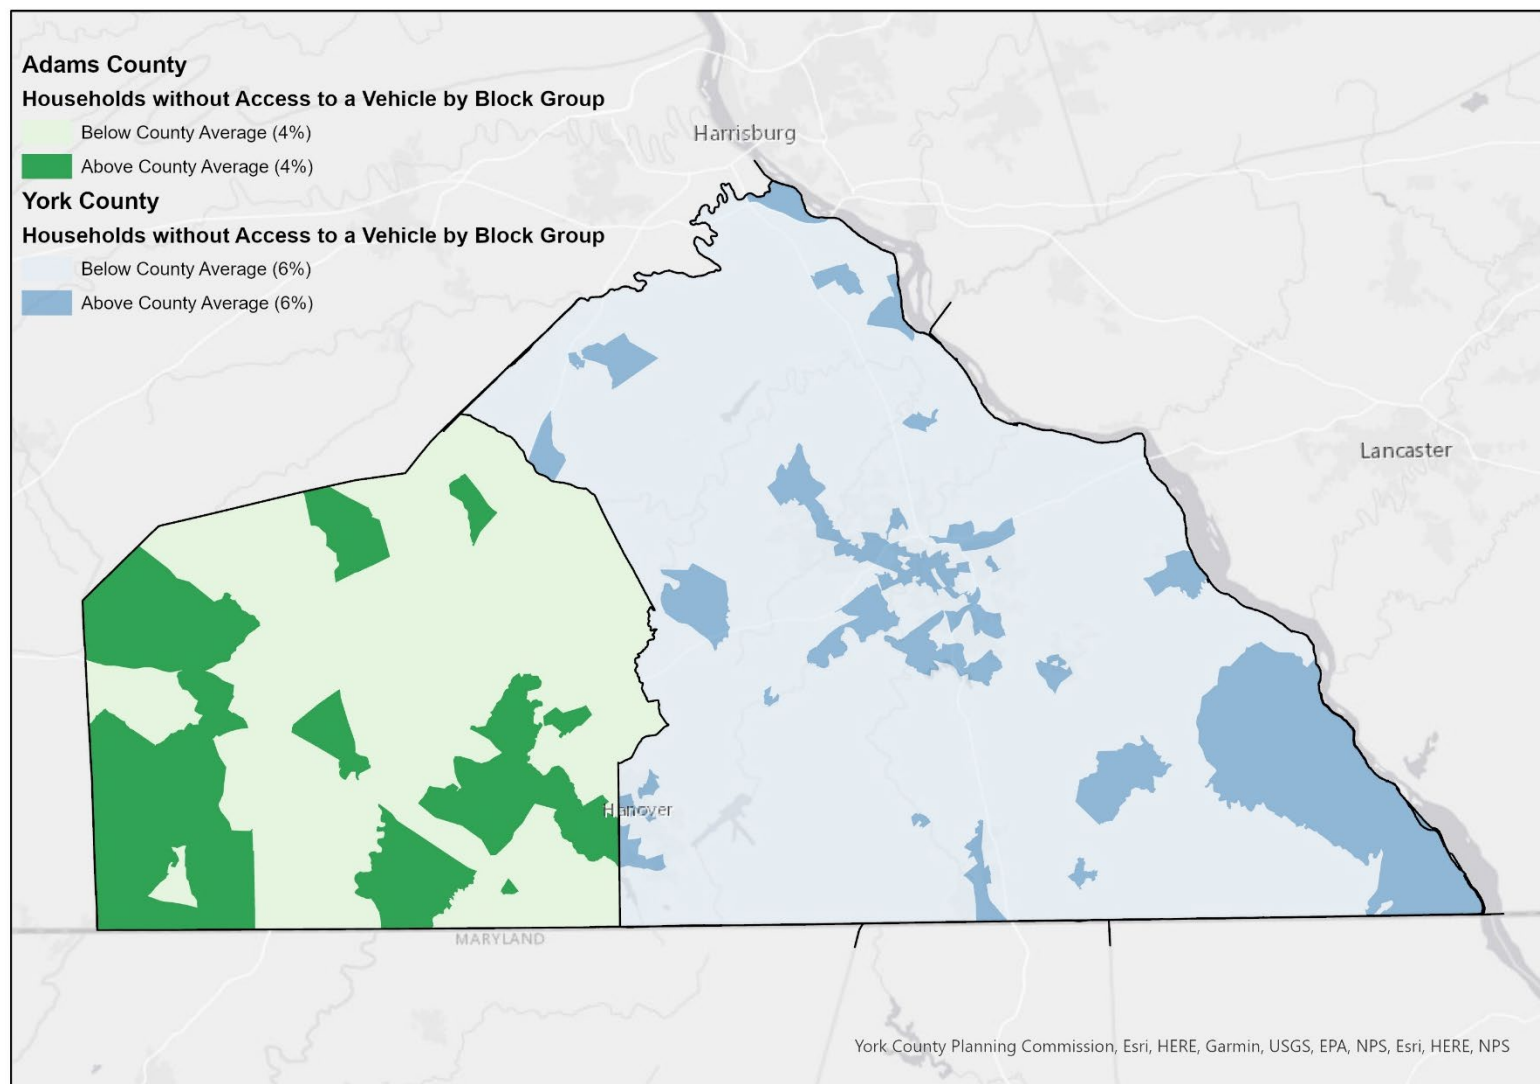 Adams County
Households without Access to a Vehicle by Block Group
Below County Average (4%)
Above County Average (4%)
York County
Households without Access to a Vehicle by Block Group
Below County Average (6%)
Above County Average (6%)
Harrisburg
Lancaster
Hanover
MARYLAND
York County Planning Commission, Esri, HERE, Garmin, USGS, EPA, NPS, Esri, HERE, NPS